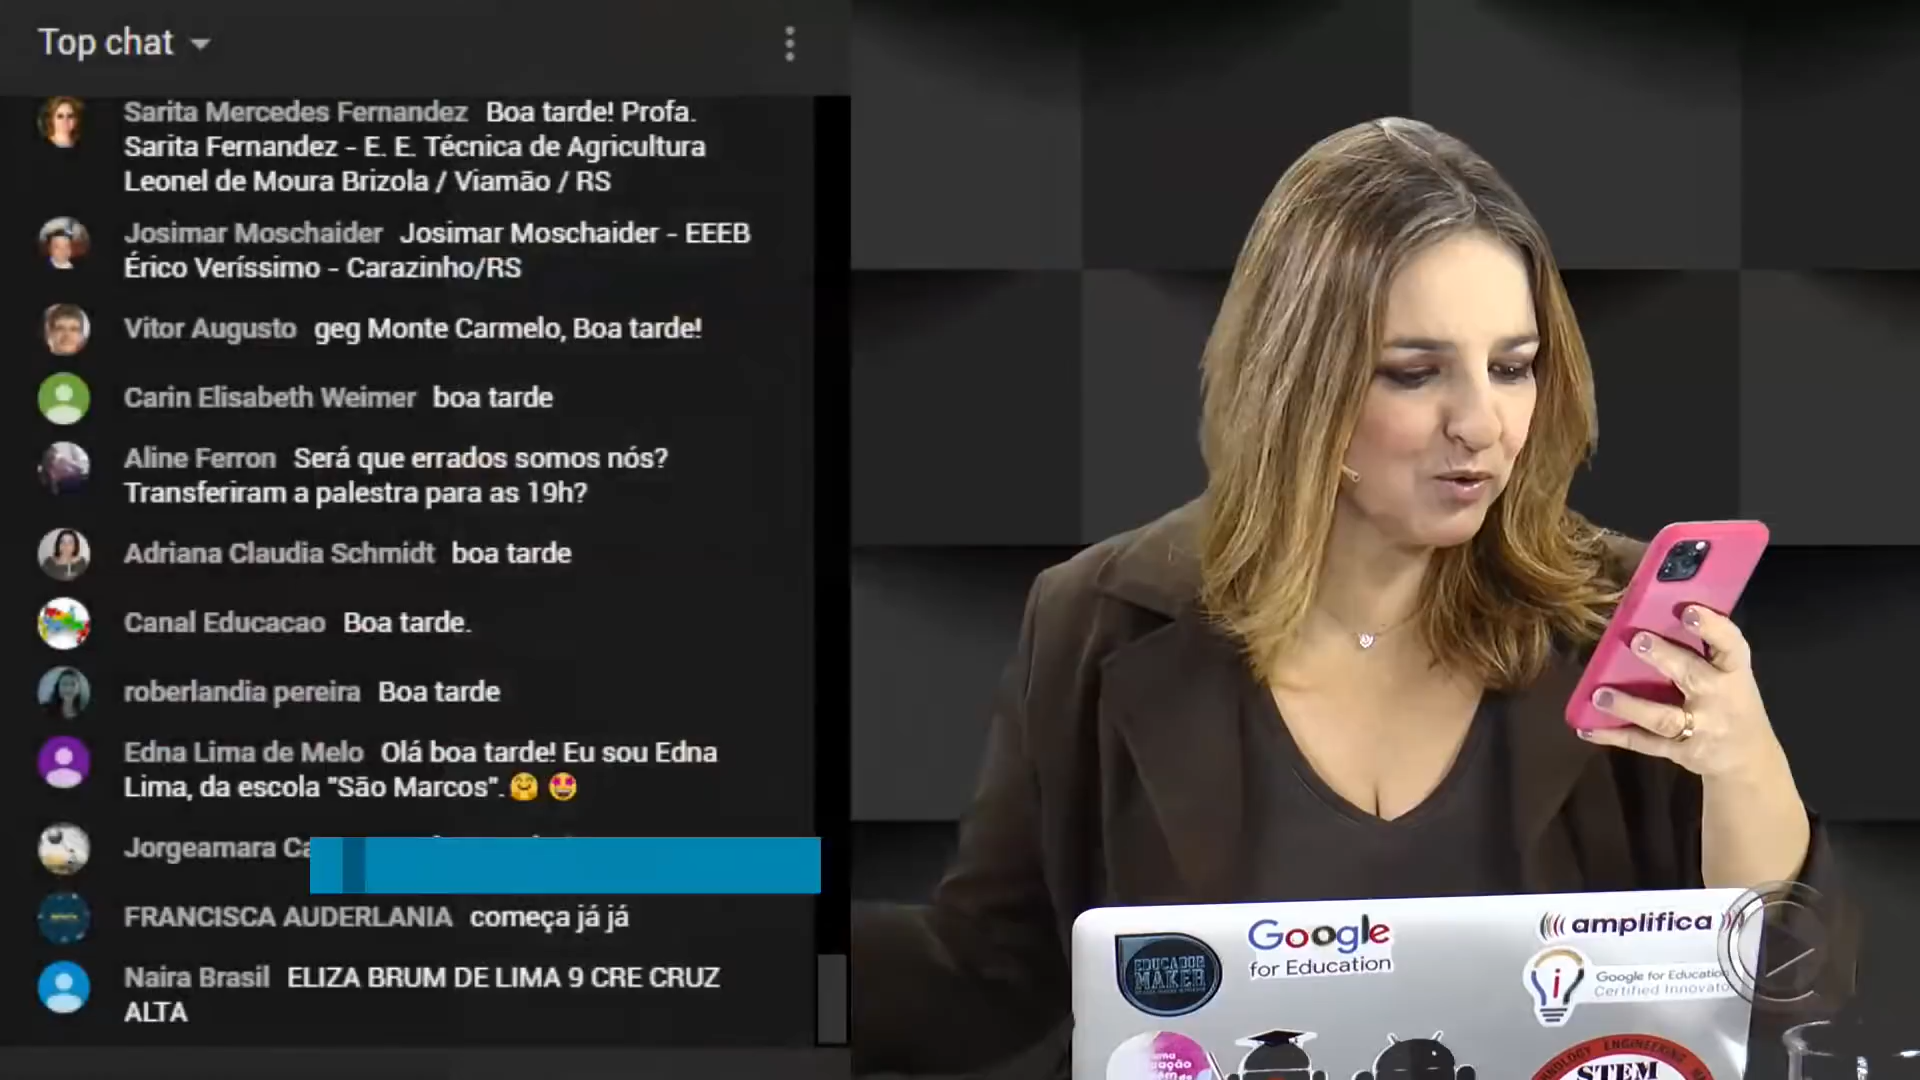 Top chat
Sarita Mercedes Fernandez Boa tarde! Profa.
Sarita Fernandez - E. E. Técnica de Agricultura
Leonel de Moura Brizola / Viamão / RS
Josimar Moschaider Josimar Moschaider - EEEB
Érico Veríssimo - Carazinho/RS
Vitor Augusto geg Monte Carmelo, Boa tarde!
Carin Elisabeth Weimer boa tarde
Aline Ferron Será que errados somos nós?
Transferiram a palestra para as 19h?
Adriana Claudia Schmidt boa tarde
Canal Educacao Boa tarde.
roberlandia pereira Boa tarde
Edna Lima de Melo Olá boa tarde! Eu sou Edna
Lima, da escola "São Marcos". 🤗 🤩
Jorgeamara
FRANCISCA AUDERLANIA começa já já
Naira Brasil ELIZA BRUM DE LIMA 9 CRE CRUZ
ALTA
EDUCADOR
MAKER
Google
for Education
amplifica
Google for Education
Certified Innovator
uma
STEM
ENGINEERING